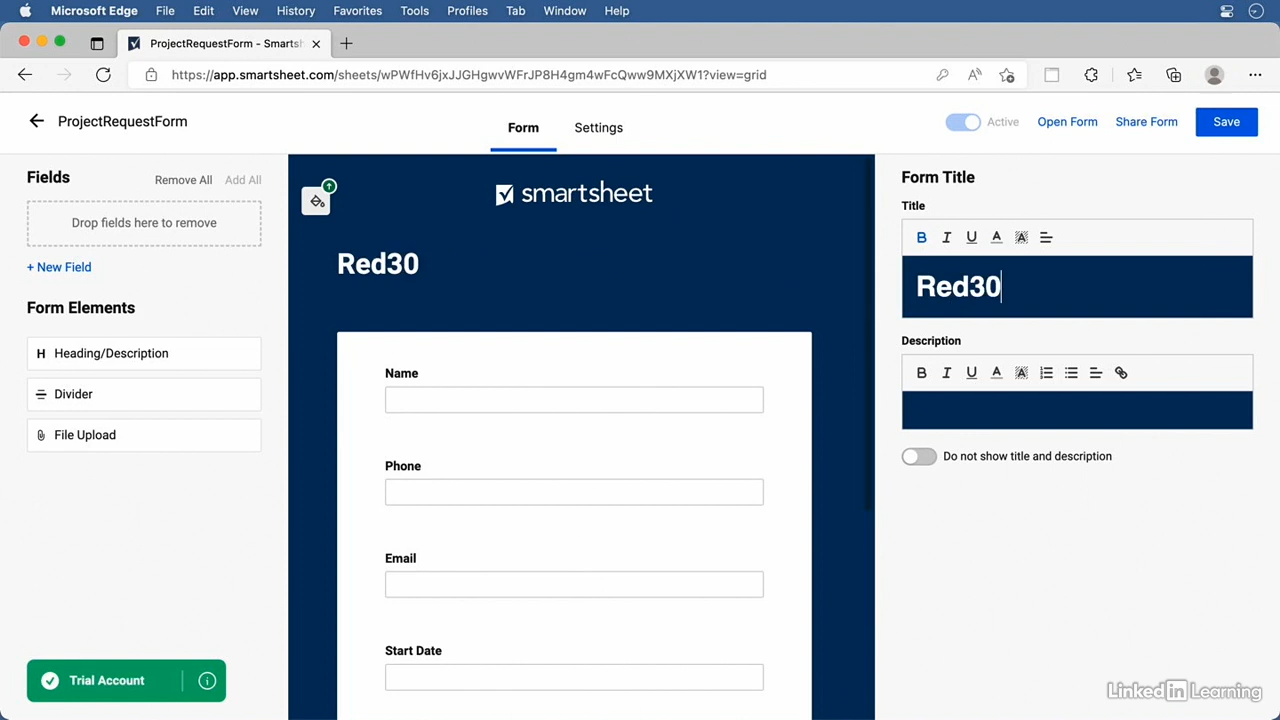 Microsoft Edge File Edit View History Favorites Tools Profiles Tab Window Help
ProjectRequestForm - Smartsh
https://app.smartsheet.com/sheets/wPWfHv6jxJJGHgwvWFrJP8H4gm4wFcQww9MXjXW1?view=grid
ProjectRequestForm
Form
Settings
Active
Open Form
Share Form
Save
Fields
Remove All
Add All
Drop fields here to remove
+ New Field
Form Elements
H Heading/Description
Divider
File Upload
Trial Account
smartsheet
Red30
Name
Phone
Email
Start Date
Form Title
Title
B I U A A
Red30
Description
B I U A A
Do not show title and description
Linked in Learning